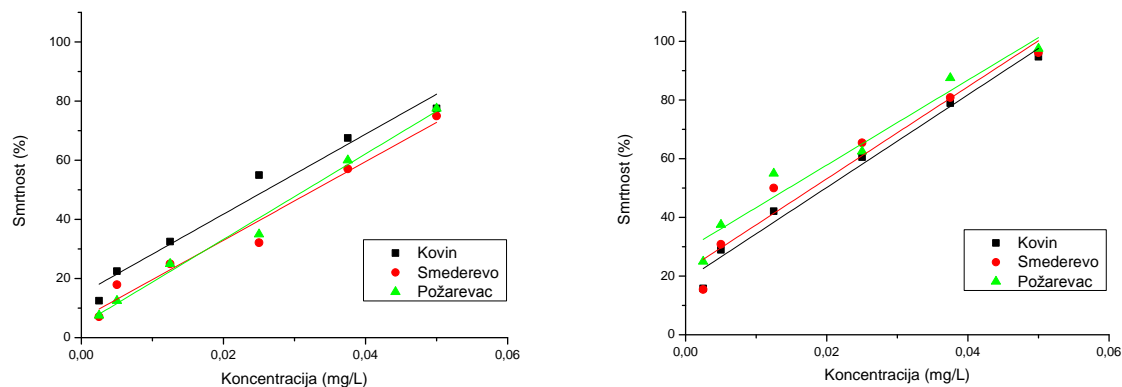 100
80
60
40
20
0
Smrtnost (%)
0,00
0,02
0,04
0,06
Koncentracija (mg/L)
Kovin
Smederevo
Požarevac
100
80
60
40
20
0
Smrtnost (%)
0,00
0,02
0,04
0,06
Koncentracija (mg/L)
Kovin
Smederevo
Požarevac